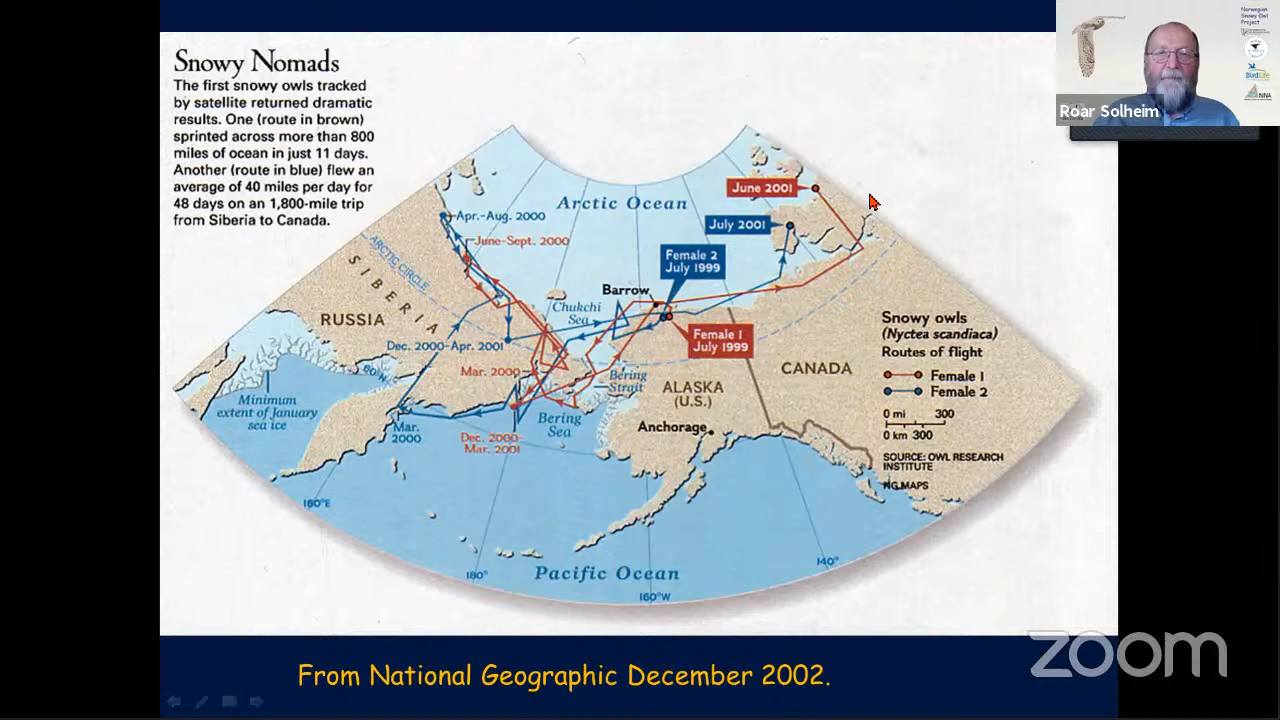 Snowy Nomads
The first snowy owls tracked
by satellite returned dramatic
results. One (route in brown)
sprinted across more than 800
miles of ocean in just 11 days.
Another (route in blue) flew an
average of 40 miles per day for
48 days on an 1,800-mile trip
from Siberia to Canada.
Norwegian
Snowy Owl
Project
BirdLife
NINA
Roar Solheim
Arctic Ocean
June 2001
July 2001
Apr.-Aug. 2000
June-Sept. 2000
Female 2
July 1999
ARCTIC CIRCLE
SIBERIA
Barrow
Chukchi
Sea
RUSSIA
Dec. 2000-Apr. 2001
Female 1
July 1999
Snowy owls
(Nyctea scandiaca)
Routes of flight
Female 1
Female 2
0 mi 300
0 km 300
SOURCE: OWL RESEARCH
INSTITUTE
NG MAPS
60°N
Mar. 2000
Bering
Strait
ALASKA
(U.S.)
CANADA
Minimum
extent of January
sea ice
Mar.
2000
Dec. 2000-
Mar. 2001
Bering
Sea
Anchorage
160°E
180°
Pacific Ocean
160°W
140°
From National Geographic December 2002.
zoom